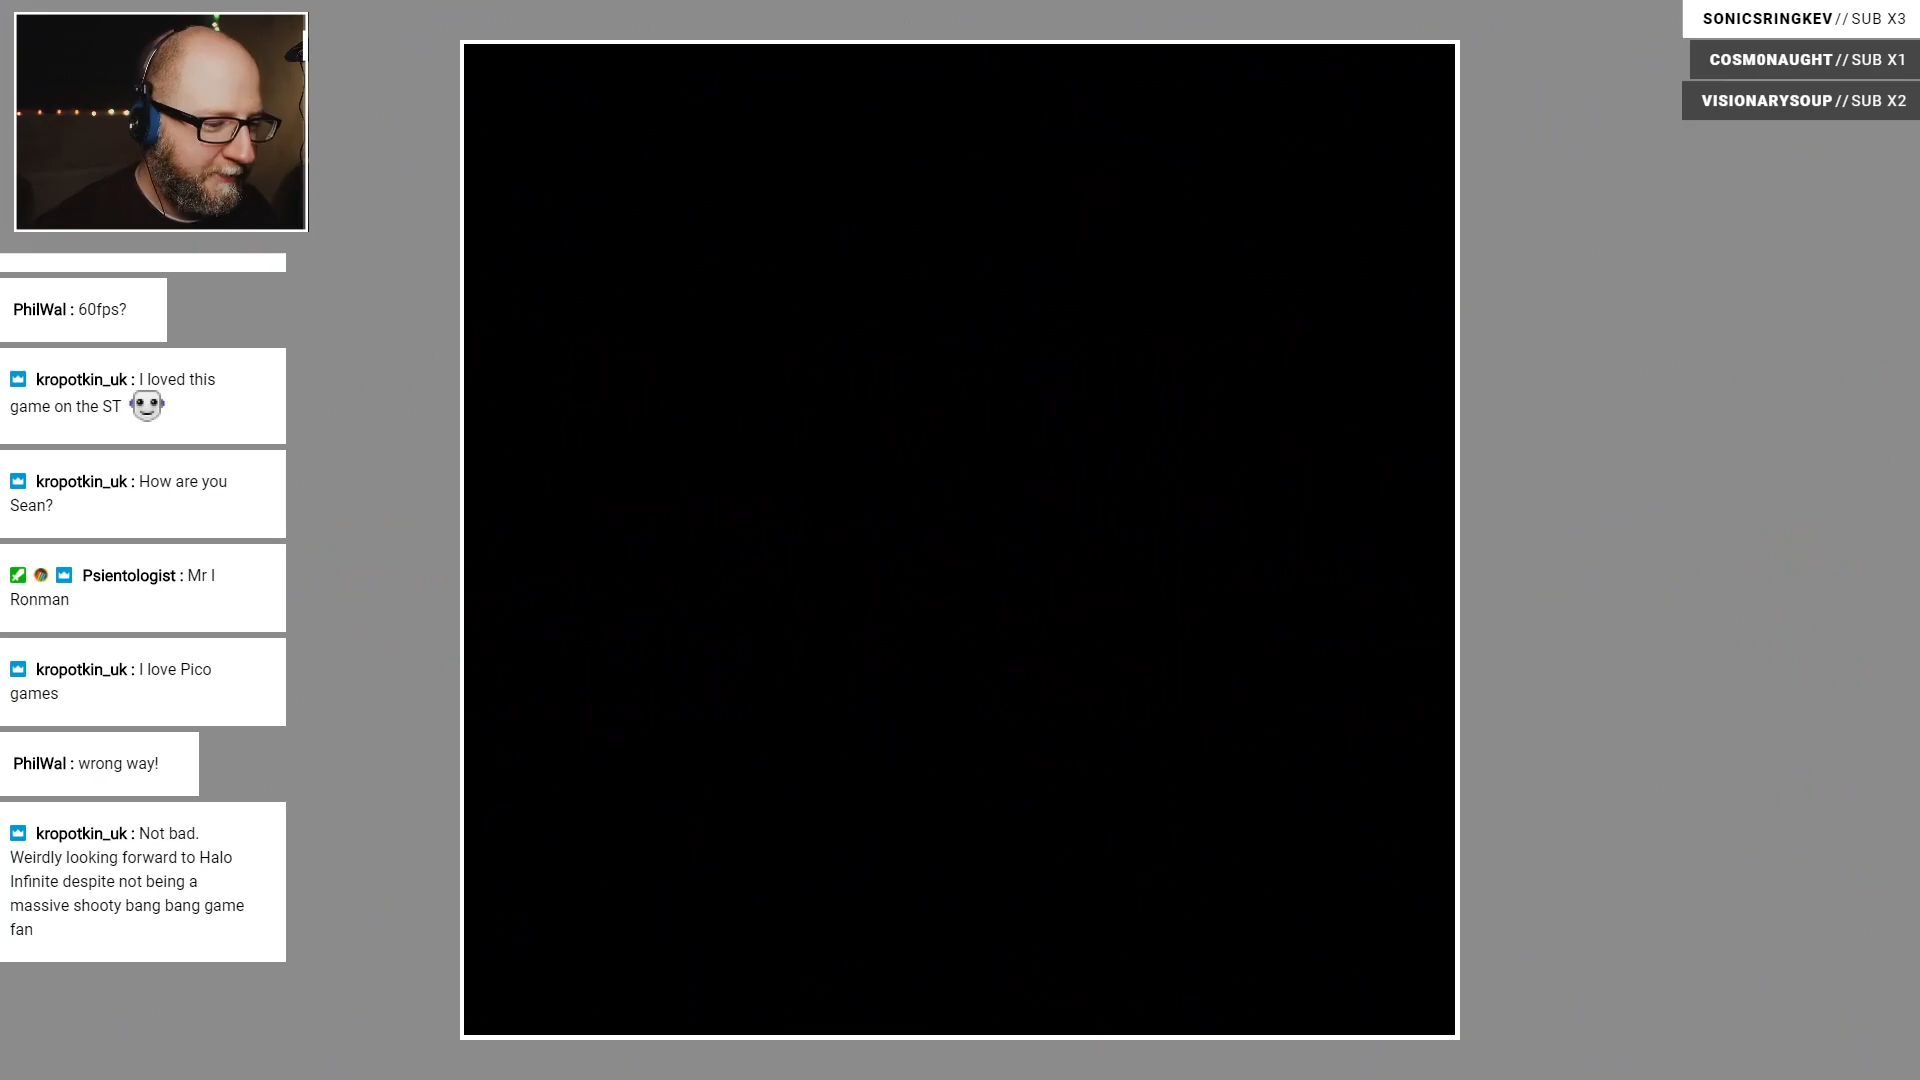 SONICSRINGKEV // SUB X3
COSM0NAUGHT // SUB X1
VISIONARYSOUP // SUB X2
PhilWal : 60fps?
kropotkin_uk : I loved this
game on the ST
kropotkin_uk : How are you
Sean?
Psientologist : Mr I
Ronman
kropotkin_uk : I love Pico
games
PhilWal : wrong way!
kropotkin_uk : Not bad.
Weirdly looking forward to Halo
Infinite despite not being a
massive shooty bang bang game
fan